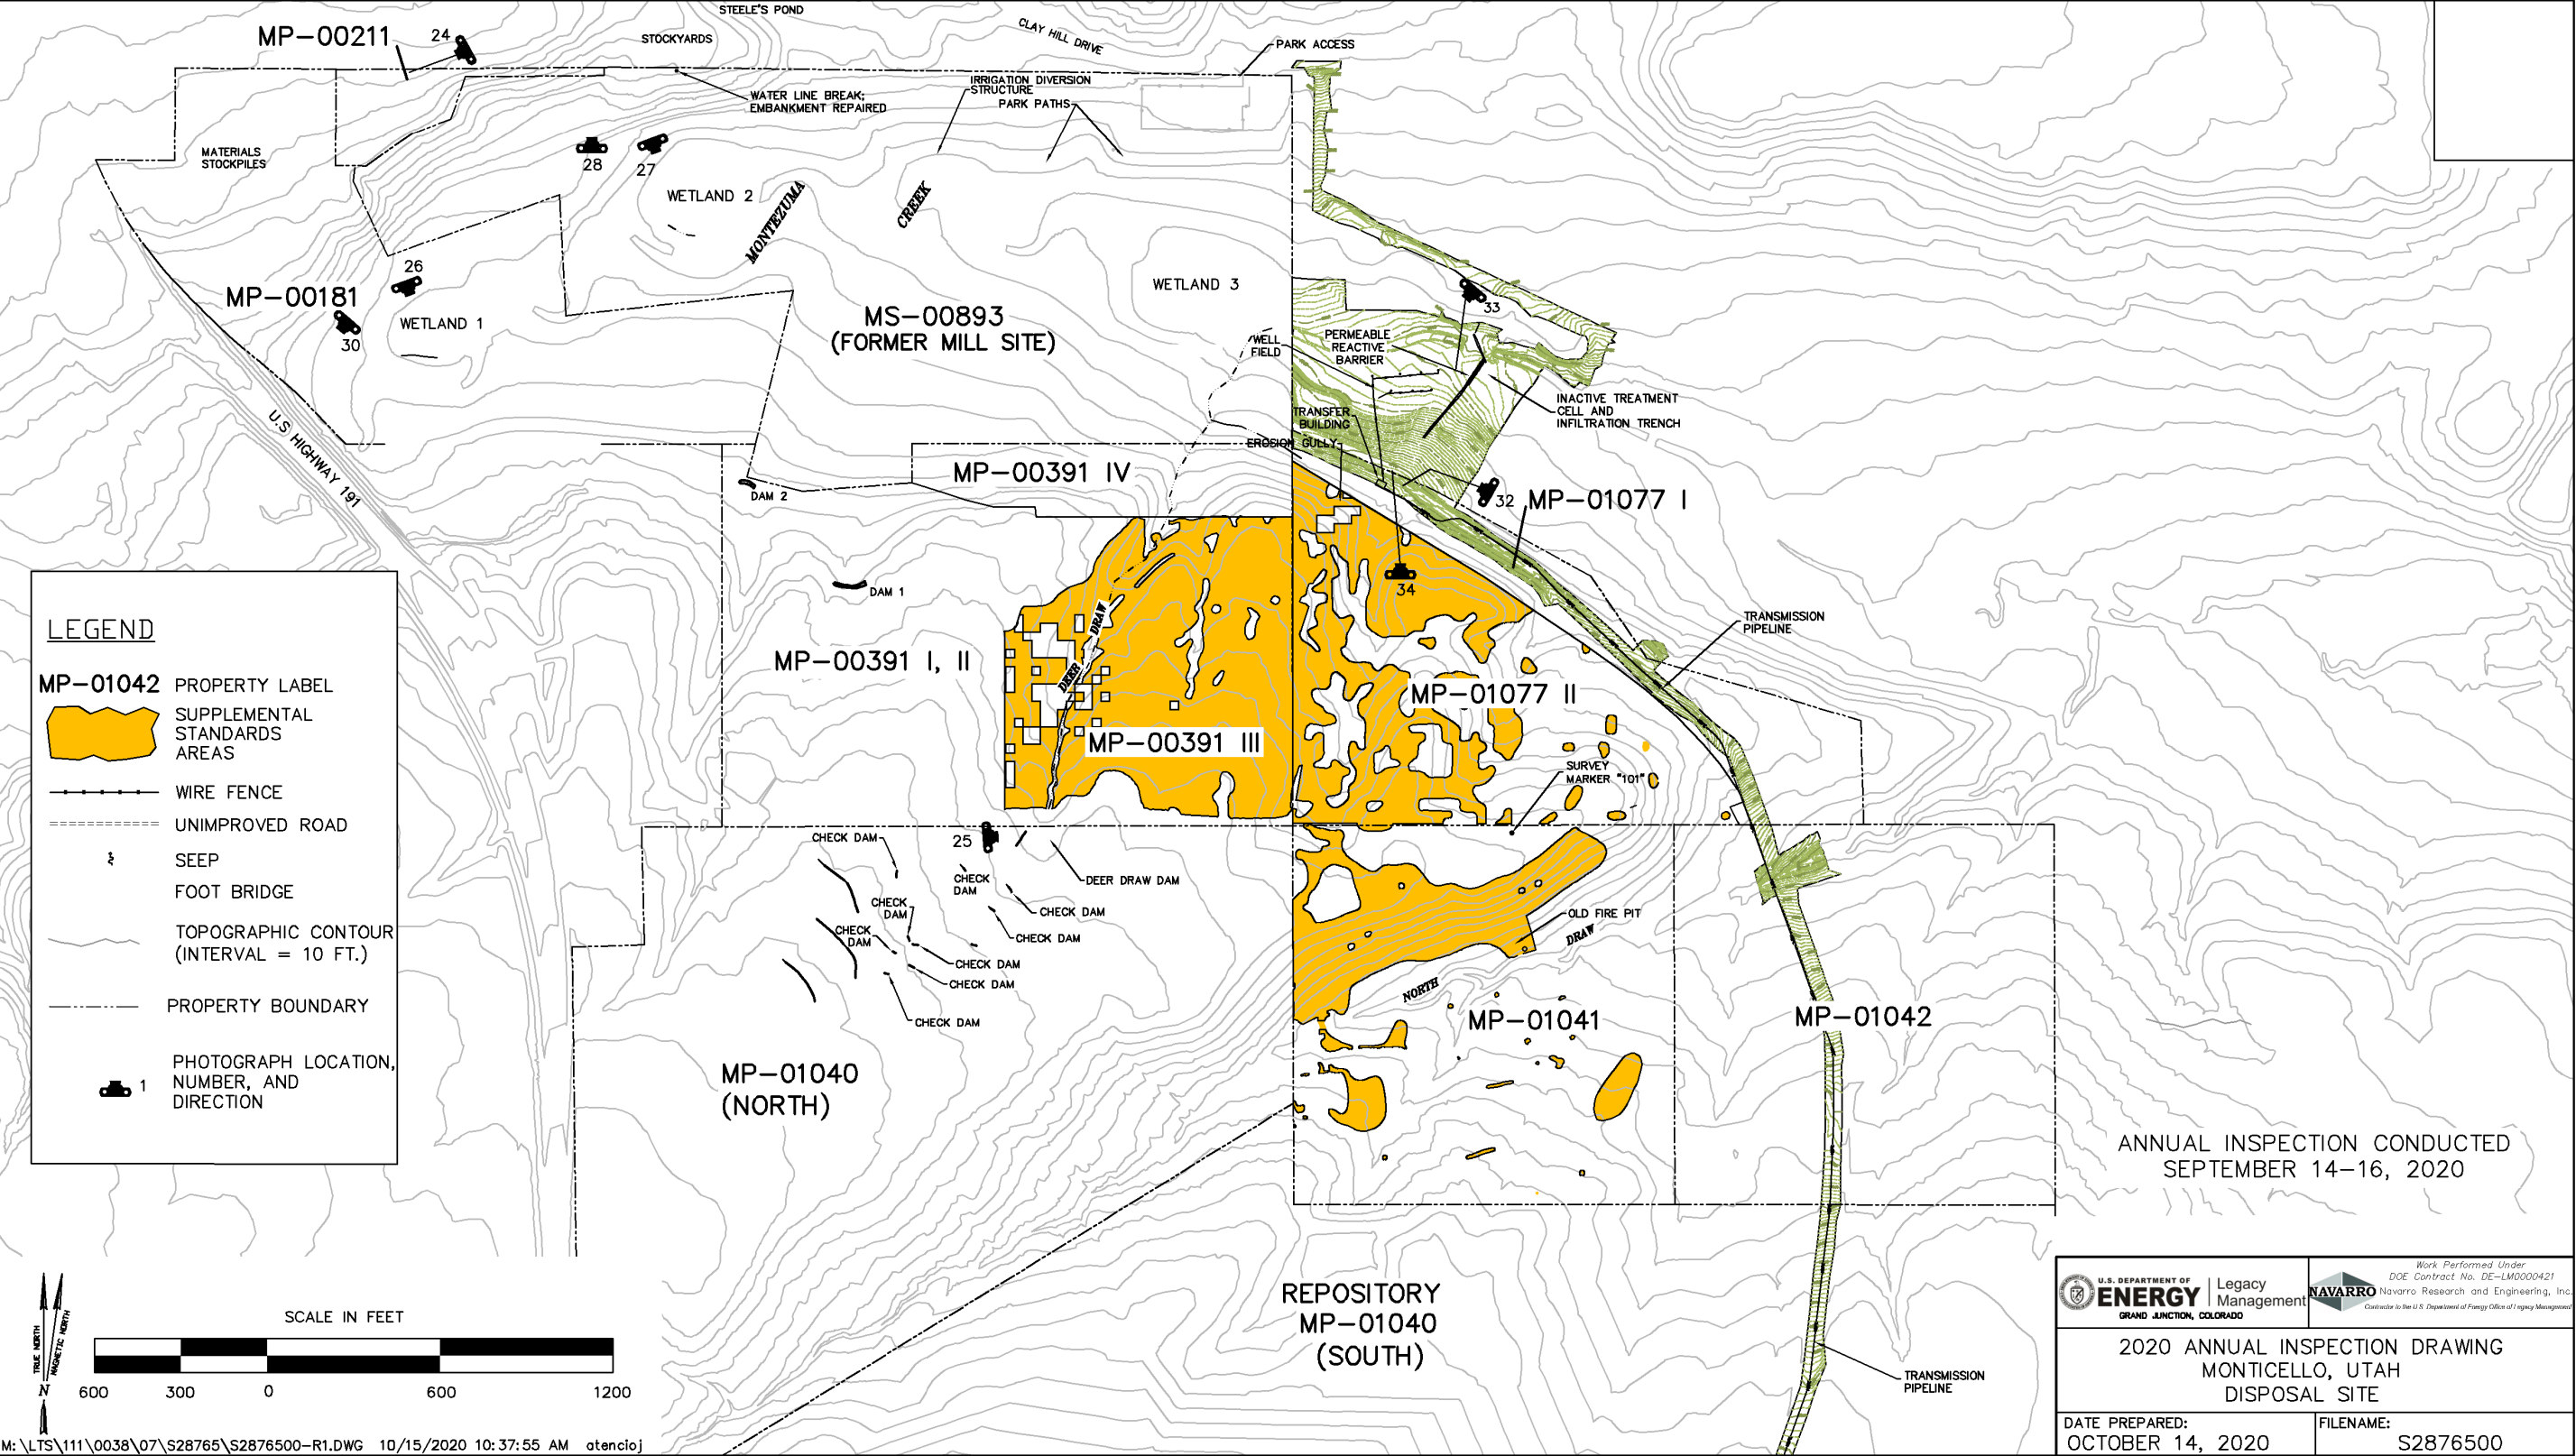 STEELE'S POND
MP-00211
24
STOCKYARDS
CLAY HILL DRIVE
PARK ACCESS
WATER LINE BREAK;
EMBANKMENT REPAIRED
IRRIGATION DIVERSION
STRUCTURE
PARK PATHS
MATERIALS
STOCKPILES
28
27
WETLAND 2
MONTEZUMA
CREEK
26
MP-00181
WETLAND 1
30
WETLAND 3
MS-00893
(FORMER MILL SITE)
33
WELL
FIELD
PERMEABLE
REACTIVE
BARRIER
INACTIVE TREATMENT
CELL AND
INFILTRATION TRENCH
TRANSFER
BUILDING
EROSION GULLY
U.S HIGHWAY 191
MP-00391 IV
DAM 2
32
MP-01077 I
DAM 1
34
TRANSMISSION
PIPELINE
DEER DRAW
MP-00391 I, II
MP-01077 II
MP-00391 III
SURVEY
MARKER "101"
LEGEND
MP-01042 PROPERTY LABEL
SUPPLEMENTAL
STANDARDS
AREAS
WIRE FENCE
UNIMPROVED ROAD
SEEP
FOOT BRIDGE
TOPOGRAPHIC CONTOUR
(INTERVAL = 10 FT.)
PROPERTY BOUNDARY
1 PHOTOGRAPH LOCATION,
NUMBER, AND
DIRECTION
CHECK DAM
25
CHECK
DAM
DEER DRAW DAM
CHECK
DAM
CHECK DAM
CHECK
DAM
CHECK DAM
CHECK DAM
CHECK DAM
CHECK DAM
OLD FIRE PIT
NORTH
DRAW
MP-01041
MP-01042
MP-01040
(NORTH)
ANNUAL INSPECTION CONDUCTED
SEPTEMBER 14-16, 2020
REPOSITORY
MP-01040
(SOUTH)
TRANSMISSION
PIPELINE
TRUE NORTH
MAGNETIC NORTH
N
SCALE IN FEET
600 300 0 600 1200
M:\LTS\111\0038\07\S28765\S2876500-R1.DWG 10/15/2020 10:37:55 AM atencioj
U.S. DEPARTMENT OF
ENERGY
Legacy
Management
GRAND JUNCTION, COLORADO
NAVARRO
Work Performed Under
DOE Contract No. DE-LM0000421
Navarro Research and Engineering, Inc.
Contractor to the U.S. Department of Energy Office of Legacy Management
2020 ANNUAL INSPECTION DRAWING
MONTICELLO, UTAH
DISPOSAL SITE
DATE PREPARED:
OCTOBER 14, 2020
FILENAME:
S2876500